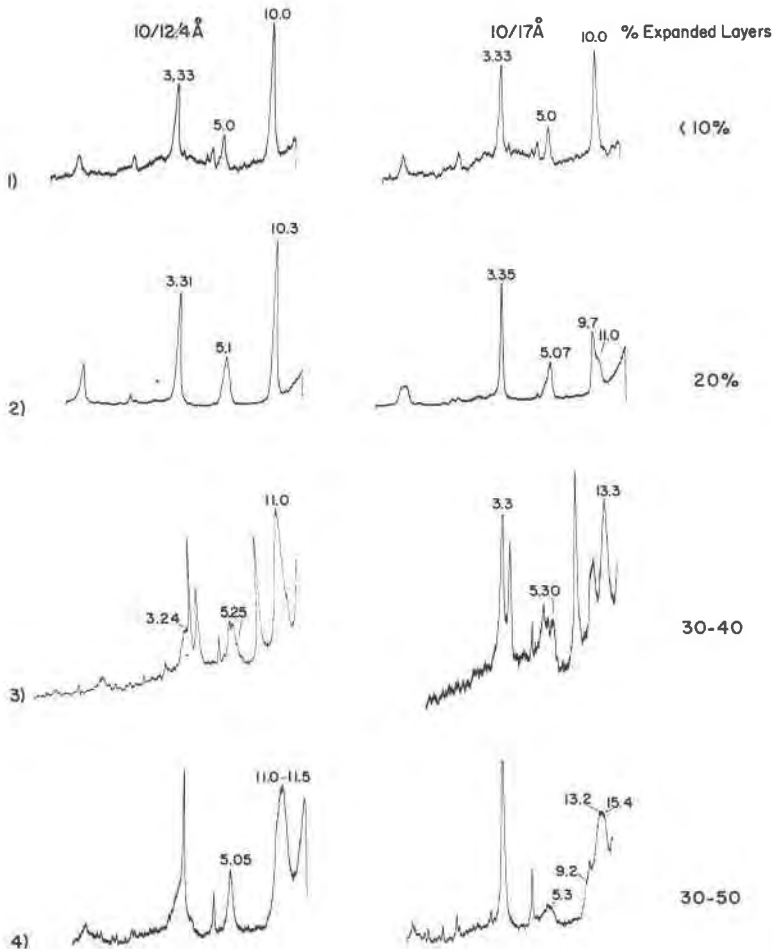 10/12.4Å 10/17Å % Expanded Layers
3.33 5.0 10.0 3.33 5.0 10.0 <10%
1)
3.31 5.1 10.3 3.35 5.07 9.7 11.0 20%
2)
3.24 5.25 11.0 3.3 5.30 13.3 30-40
3)
5.05 11.0-11.5 5.3 9.2 13.2 15.4 30-50
4)